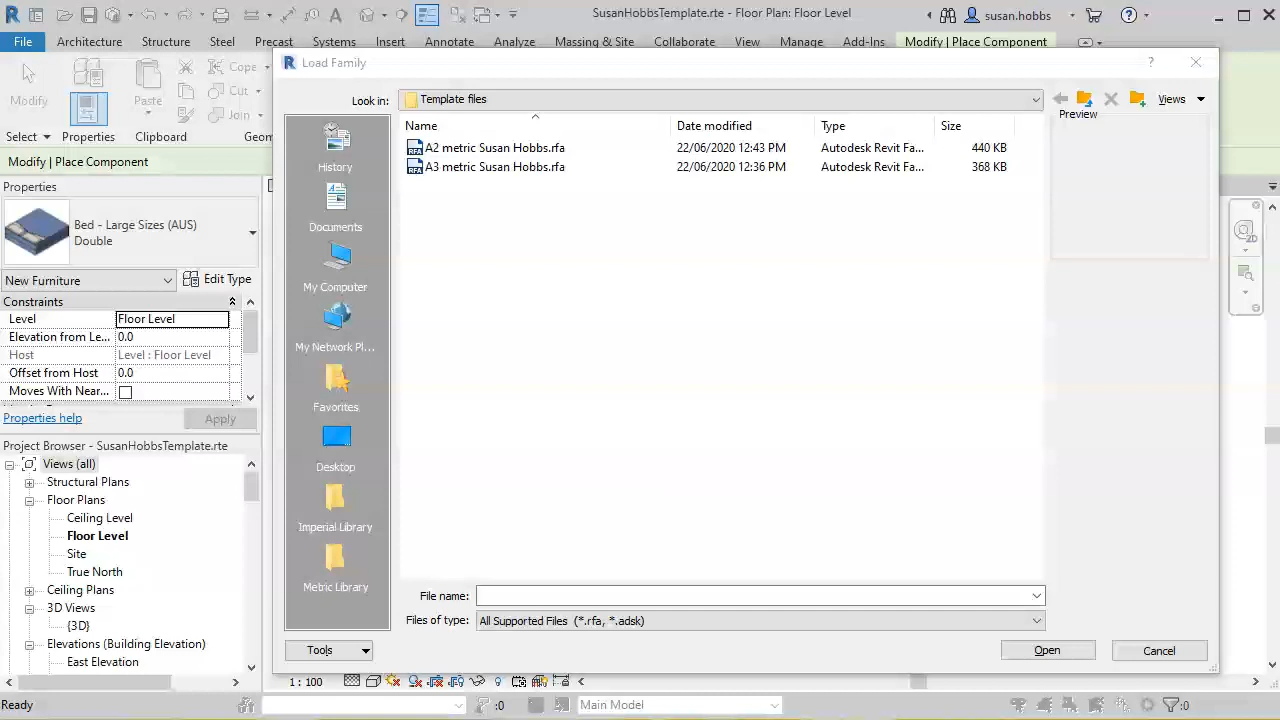 SusanHobbsTemplate.rte - Floor Plan: Floor Level
susan.hobbs
File Architecture Structure Steel Precast Systems Insert Annotate Analyze Massing & Site Collaborate View Manage Add-Ins Modify | Place Component
Modify
Paste
Cope
Cut
Join
Select Properties Clipboard Geom
Modify | Place Component
Properties
Bed - Large Sizes (AUS)
Double
New Furniture
Edit Type
Constraints
Level Floor Level
Elevation from Le... 0.0
Host Level : Floor Level
Offset from Host 0.0
Moves With Near...
Properties help
Apply
Project Browser - SusanHobbsTemplate.rte
Views (all)
Structural Plans
Floor Plans
Ceiling Level
Floor Level
Site
True North
Ceiling Plans
3D Views
{3D}
Elevations (Building Elevation)
East Elevation
Load Family
Look in: Template files
Views
Preview
Name Date modified Type Size
A2 metric Susan Hobbs.rfa 22/06/2020 12:43 PM Autodesk Revit Fa... 440 KB
A3 metric Susan Hobbs.rfa 22/06/2020 12:36 PM Autodesk Revit Fa... 368 KB
History
Documents
My Computer
My Network Pl...
Favorites
Desktop
Imperial Library
Metric Library
File name:
Files of type: All Supported Files (*.rfa, *.adsk)
Tools
Open
Cancel
2D
1 : 100
Ready
:0
Main Model
:0